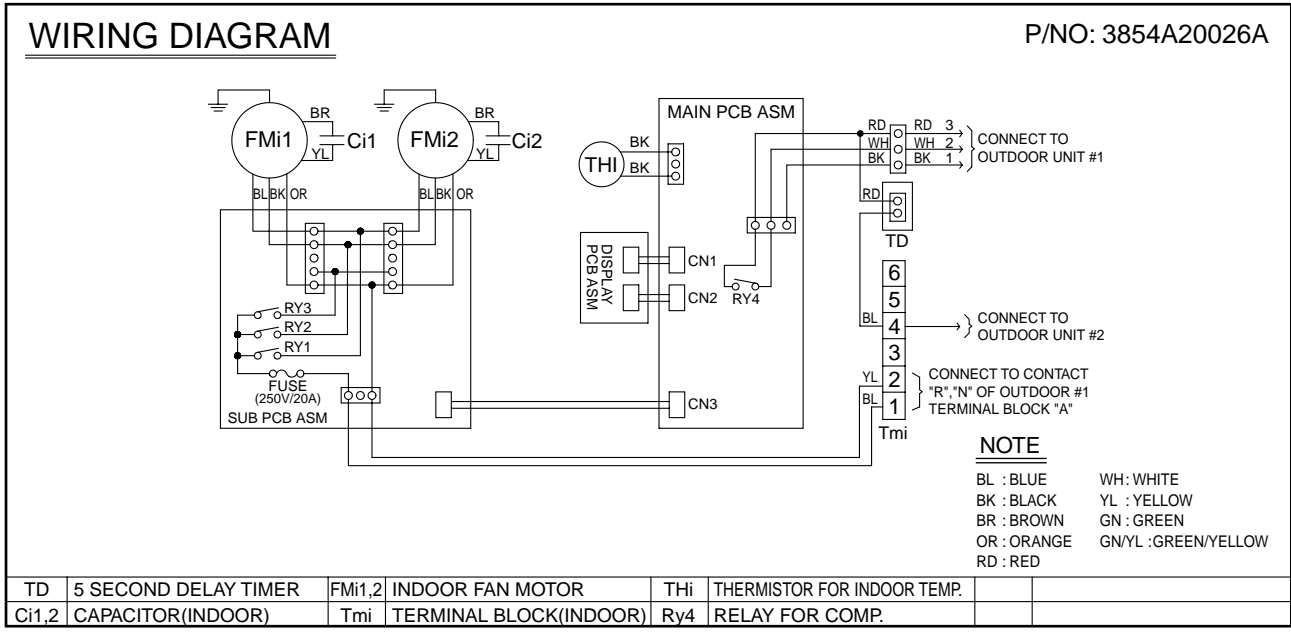 WIRING DIAGRAM
P/NO: 3854A20026A
FMi1
BR
YL
Ci1
BL BK OR
FMi2
BR
YL
Ci2
BL BK OR
RY3
RY2
RY1
FUSE
(250V/20A)
SUB PCB ASM
THI
BK
BK
MAIN PCB ASM
DISPLAY
PCB ASM
CN1
CN2
RY4
CN3
RD RD 3
WH WH 2
BK BK 1
CONNECT TO
OUTDOOR UNIT #1
RD
TD
6
5
BL 4
CONNECT TO
OUTDOOR UNIT #2
3
YL 2
BL 1
CONNECT TO CONTACT
"R","N" OF OUTDOOR #1
TERMINAL BLOCK "A"
Tmi
NOTE
BL : BLUE WH: WHITE
BK : BLACK YL : YELLOW
BR : BROWN GN : GREEN
OR : ORANGE GN/YL :GREEN/YELLOW
RD : RED
TD 5 SECOND DELAY TIMER FMi1,2 INDOOR FAN MOTOR THi THERMISTOR FOR INDOOR TEMP.
Ci1,2 CAPACITOR(INDOOR) Tmi TERMINAL BLOCK(INDOOR) Ry4 RELAY FOR COMP.